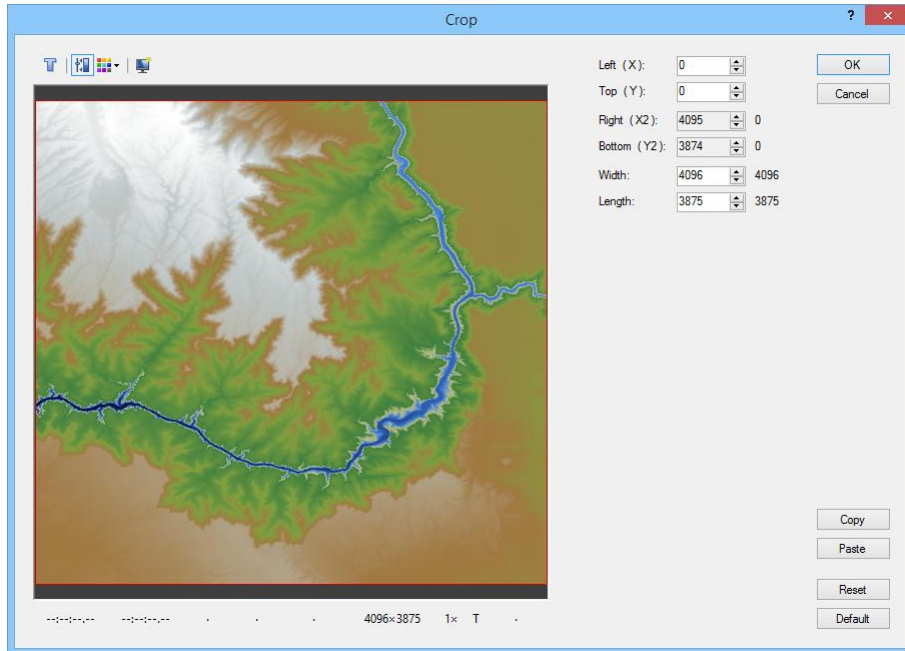 Crop
? ×
T
Left (X): 0
OK
Top (Y): 0
Cancel
Right (X2): 4095 0
Bottom (Y2): 3874 0
Width: 4096 4096
Length: 3875 3875
Copy
Paste
Reset
Default
--:--:--.-- --:--:--.-- . . . 4096×3875 1× T .